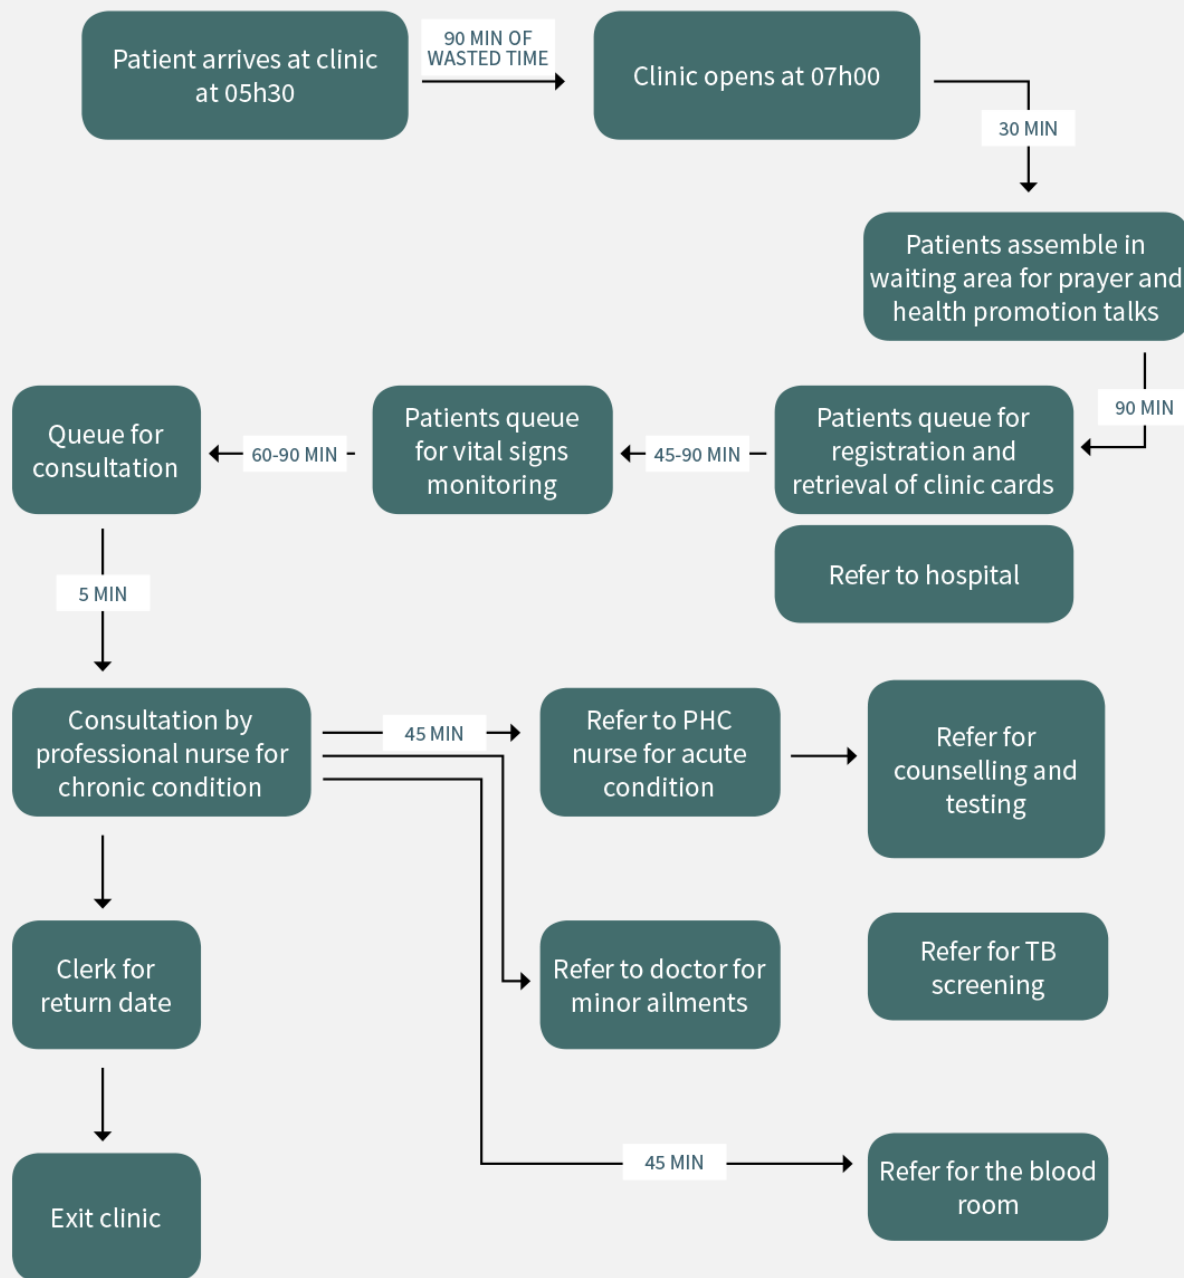 Patient arrives at clinic
at 05h30
90 MIN OF
WASTED TIME
Clinic opens at 07h00
30 MIN
Patients assemble in
waiting area for prayer and
health promotion talks
90 MIN
Patients queue for
registration and
retrieval of clinic cards
45-90 MIN
Patients queue
for vital signs
monitoring
60-90 MIN
Queue for
consultation
Refer to hospital
5 MIN
Consultation by
professional nurse for
chronic condition
45 MIN
Refer to PHC
nurse for acute
condition
Refer for
counselling and
testing
Clerk for
return date
Refer to doctor for
minor ailments
Refer for TB
screening
45 MIN
Refer for the blood
room
Exit clinic